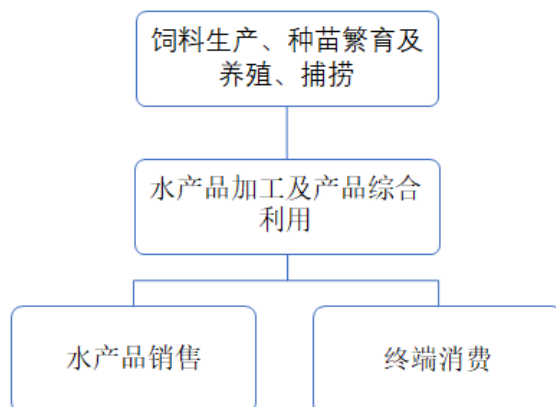 饲料生产、种苗繁育及
养殖、捕捞
水产品加工及产品综合
利用
水产品销售
终端消费